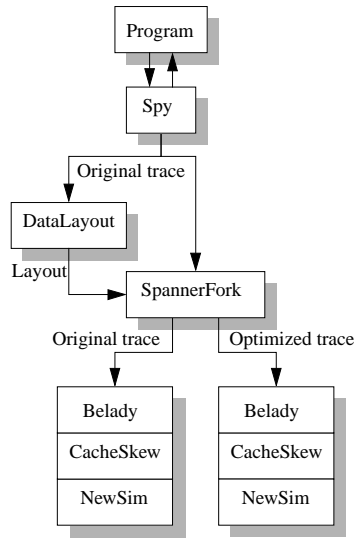 Program
Spy
Original trace
DataLayout
Layout
SpannerFork
Original trace
Optimized trace
Belady
CacheSkew
NewSim
Belady
CacheSkew
NewSim